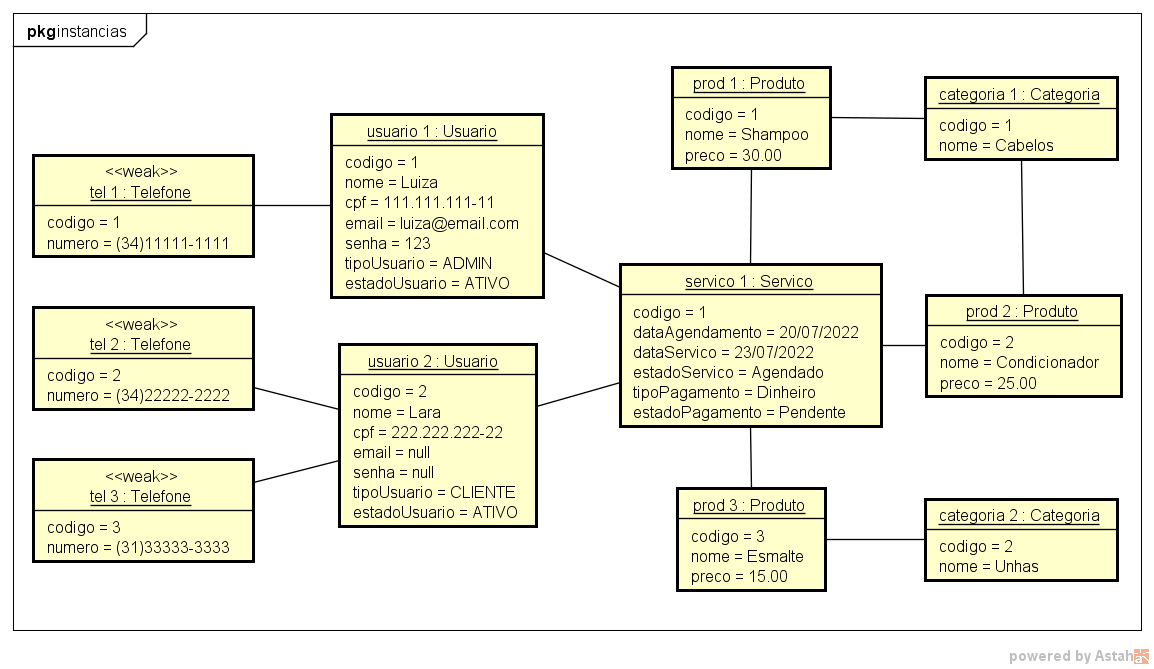 pkg instancias
<<weak>>
tel 1 : Telefone
codigo = 1
numero = (34)11111-1111
<<weak>>
tel 2 : Telefone
codigo = 2
numero = (34)22222-2222
<<weak>>
tel 3 : Telefone
codigo = 3
numero = (31)33333-3333
usuario 1 : Usuario
codigo = 1
nome = Luiza
cpf = 111.111.111-11
email = luiza@email.com
senha = 123
tipoUsuario = ADMIN
estadoUsuario = ATIVO
usuario 2 : Usuario
codigo = 2
nome = Lara
cpf = 222.222.222-22
email = null
senha = null
tipoUsuario = CLIENTE
estadoUsuario = ATIVO
prod 1 : Produto
codigo = 1
nome = Shampoo
preco = 30.00
servico 1 : Servico
codigo = 1
dataAgendamento = 20/07/2022
dataServico = 23/07/2022
estadoServico = Agendado
tipoPagamento = Dinheiro
estadoPagamento = Pendente
prod 3 : Produto
codigo = 3
nome = Esmalte
preco = 15.00
categoria 1 : Categoria
codigo = 1
nome = Cabelos
prod 2 : Produto
codigo = 2
nome = Condicionador
preco = 25.00
categoria 2 : Categoria
codigo = 2
nome = Unhas
powered by Astah